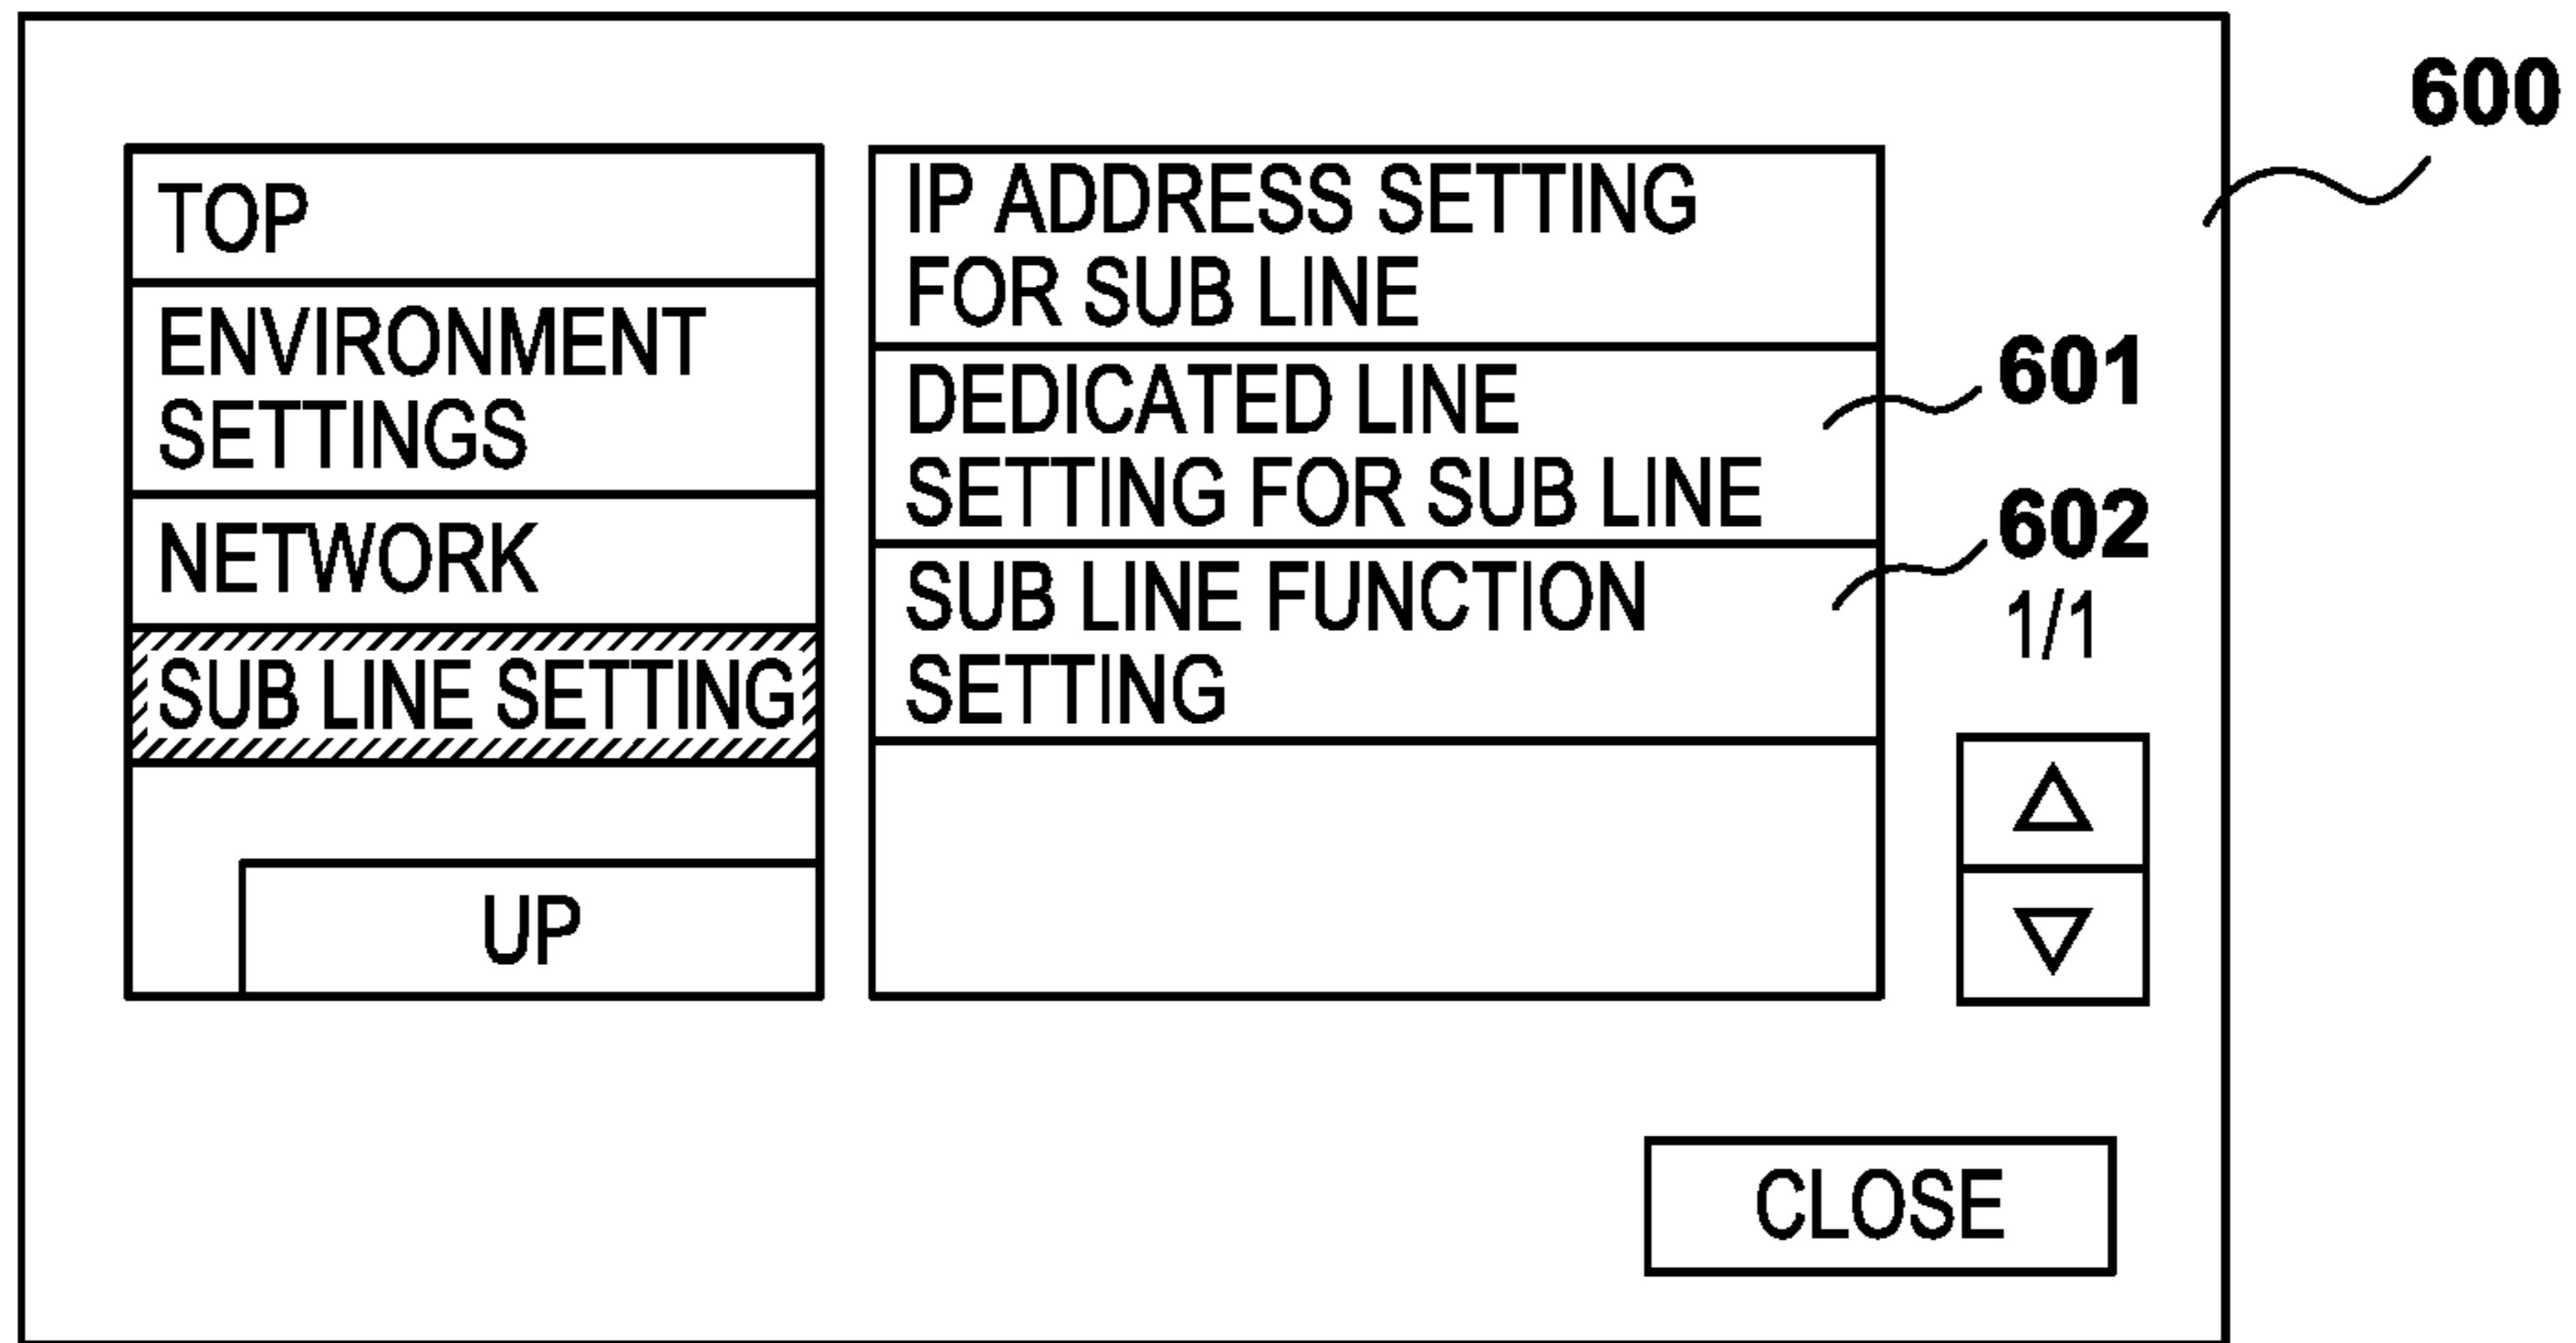 600
TOP
ENVIRONMENT
SETTINGS
NETWORK
SUB LINE SETTING
UP
IP ADDRESS SETTING
FOR SUB LINE
DEDICATED LINE
SETTING FOR SUB LINE
SUB LINE FUNCTION
SETTING
601
602
1/1
CLOSE